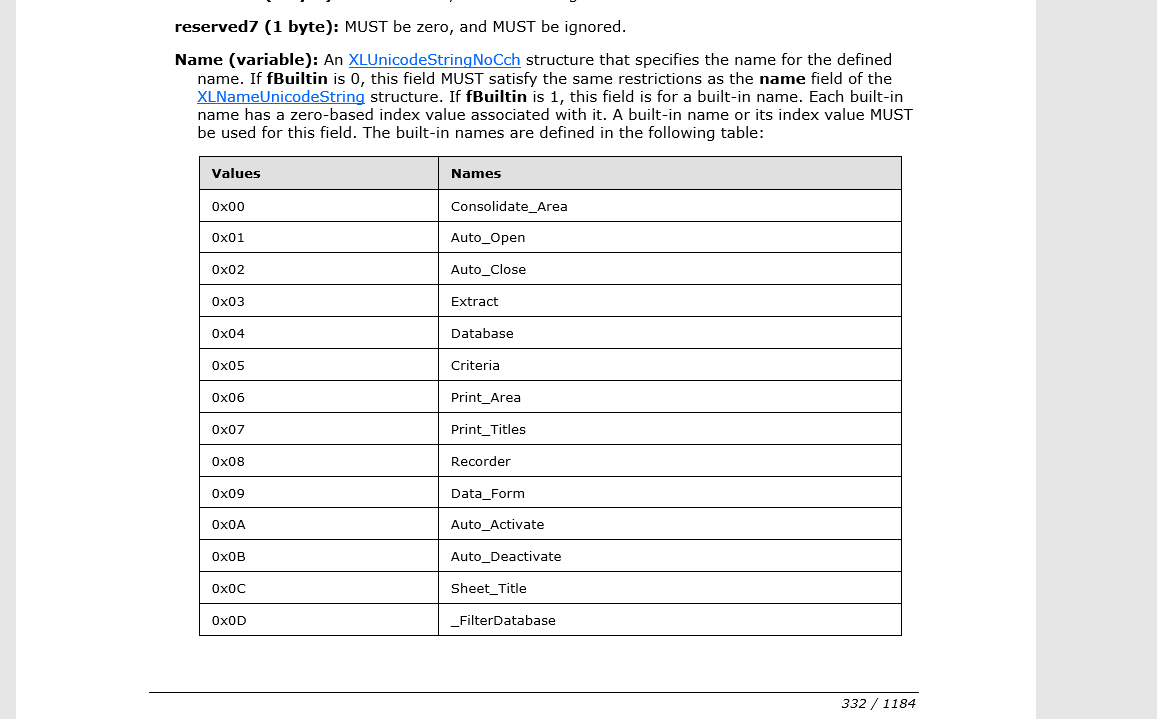 reserved7 (1 byte): MUST be zero, and MUST be ignored.
Name (variable): An XLUnicodeStringNoCch structure that specifies the name for the defined
name. If fBuiltin is 0, this field MUST satisfy the same restrictions as the name field of the
XLNameUnicodeString structure. If fBuiltin is 1, this field is for a built-in name. Each built-in
name has a zero-based index value associated with it. A built-in name or its index value MUST
be used for this field. The built-in names are defined in the following table:
Values Names
0x00 Consolidate_Area
0x01 Auto_Open
0x02 Auto_Close
0x03 Extract
0x04 Database
0x05 Criteria
0x06 Print_Area
0x07 Print_Titles
0x08 Recorder
0x09 Data_Form
0x0A Auto_Activate
0x0B Auto_Deactivate
0x0C Sheet_Title
0x0D _FilterDatabase
332 / 1184